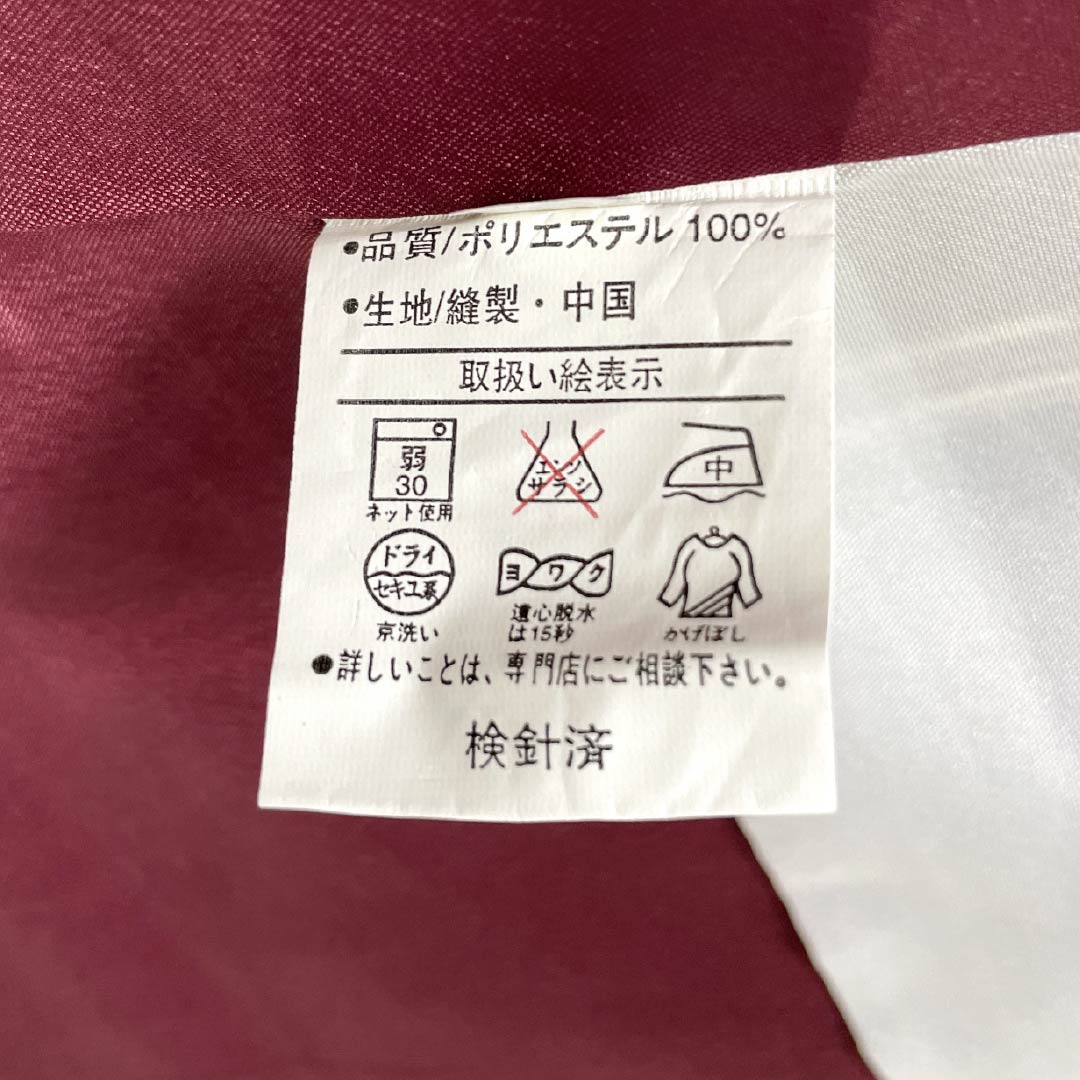 •品質/ポリエステル 100%
•生地/縫製・中国
取扱い絵表示
弱
30
ネット使用
エンソ
サラシ
中
ドライ
セキユ系
京洗い
ヨワク
遠心脱水
は15秒
かげぼし
●詳しいことは、専門店にご相談下さい。
検針済